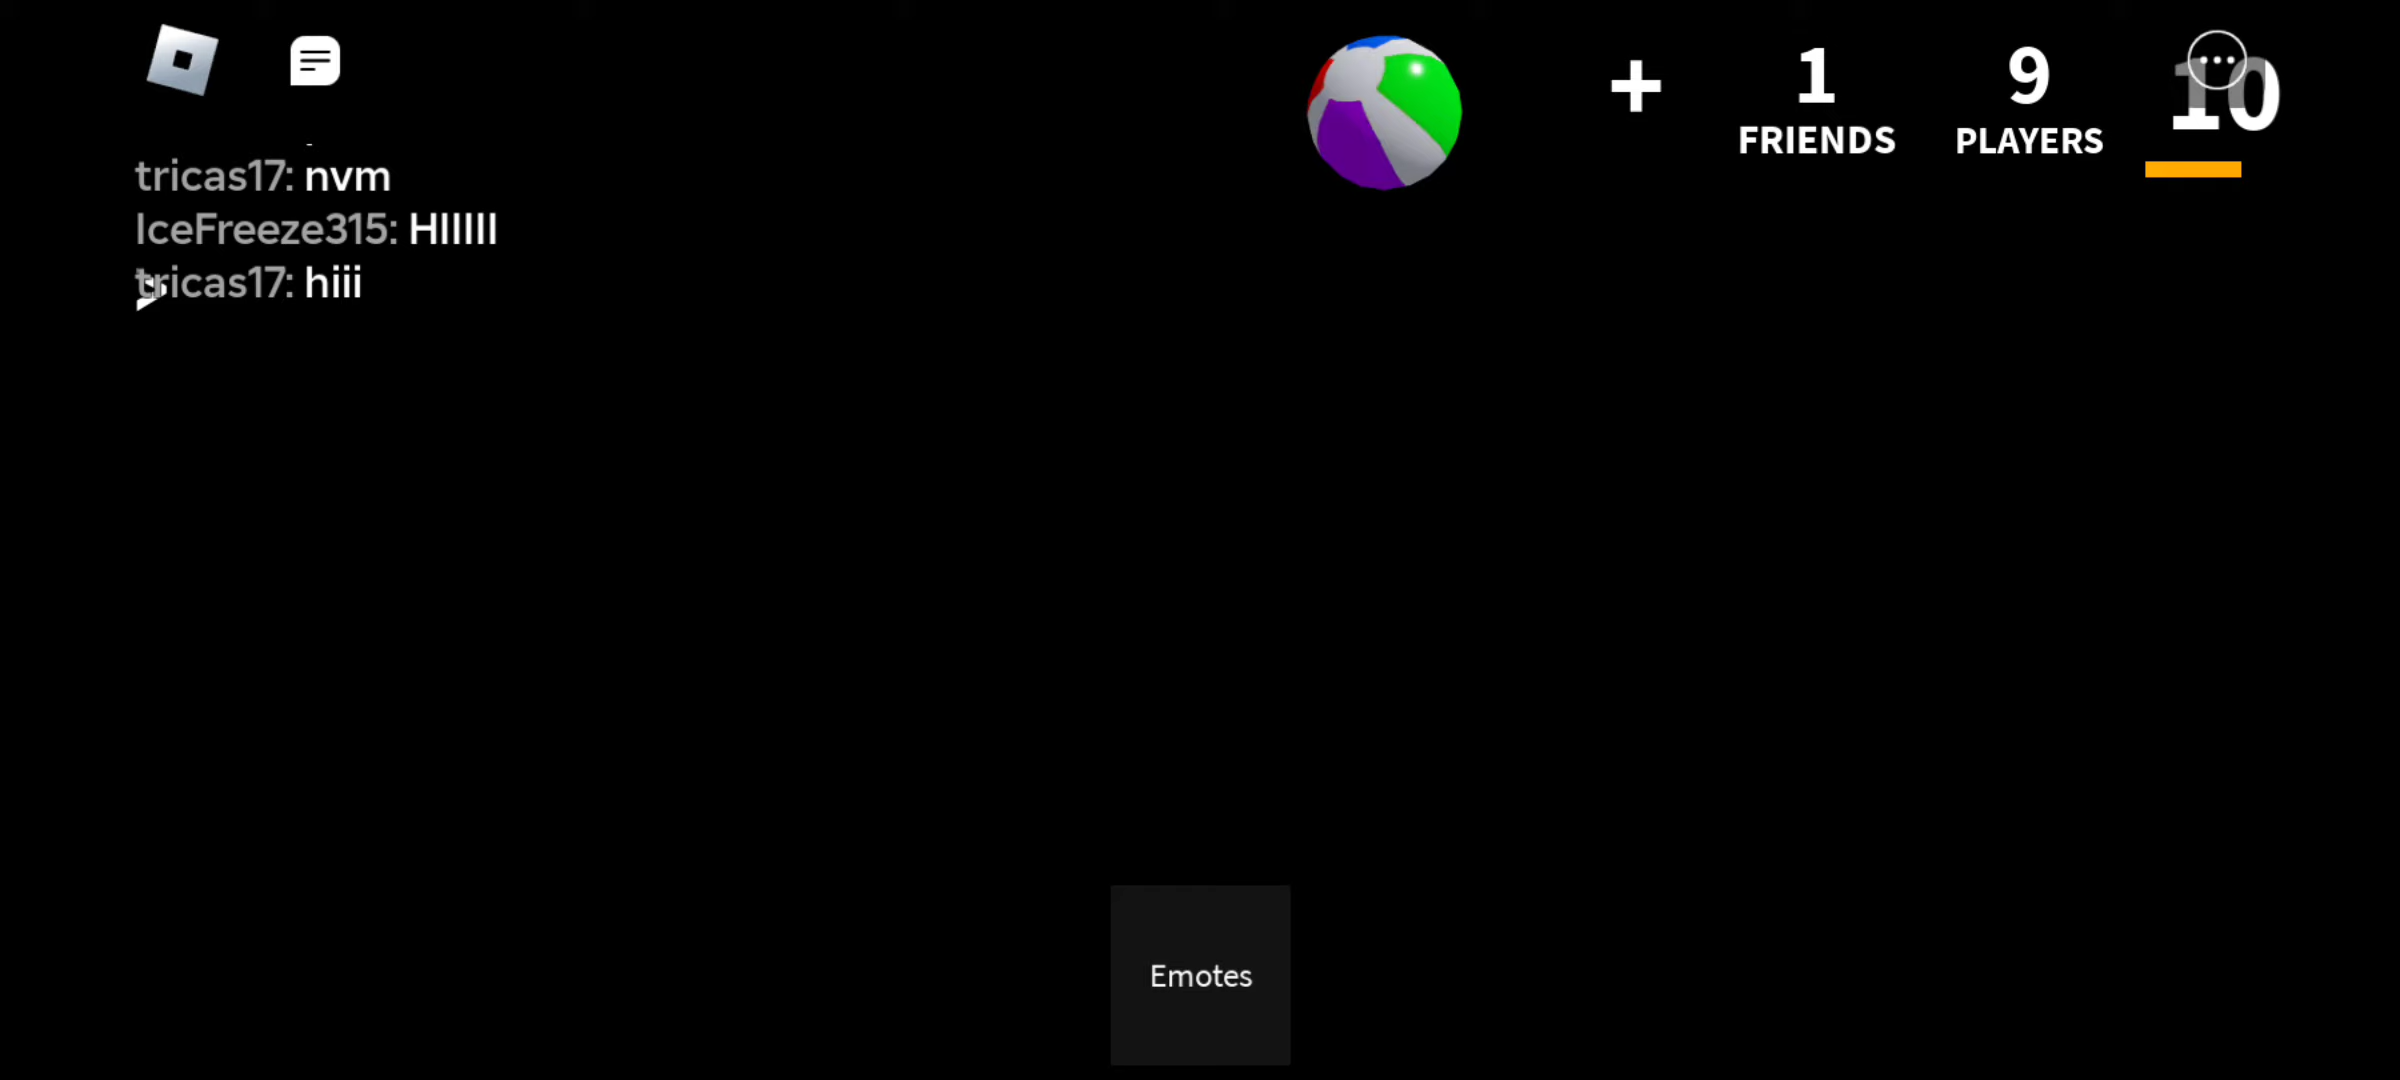 +
1
FRIENDS
9
PLAYERS
10
tricas17: nvm
IceFreeze315: HIIIII
tricas17: hiii
Emotes